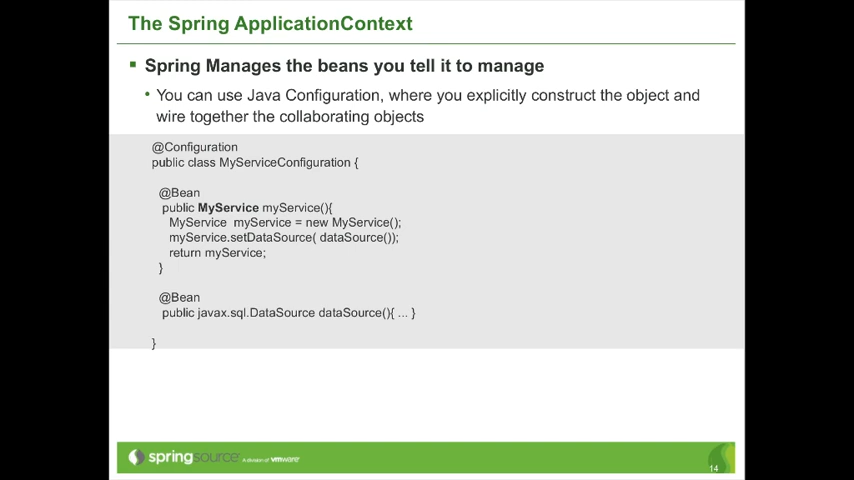 The Spring ApplicationContext
Spring Manages the beans you tell it to manage
You can use Java Configuration, where you explicitly construct the object and
wire together the collaborating objects
@Configuration
public class MyServiceConfiguration {
@Bean
public MyService myService(){
MyService myService = new MyService();
myService.setDataSource( dataSource());
return myService;
}
@Bean
public javax.sql.DataSource dataSource(){ ... }
}
springsource A division of vmware
14